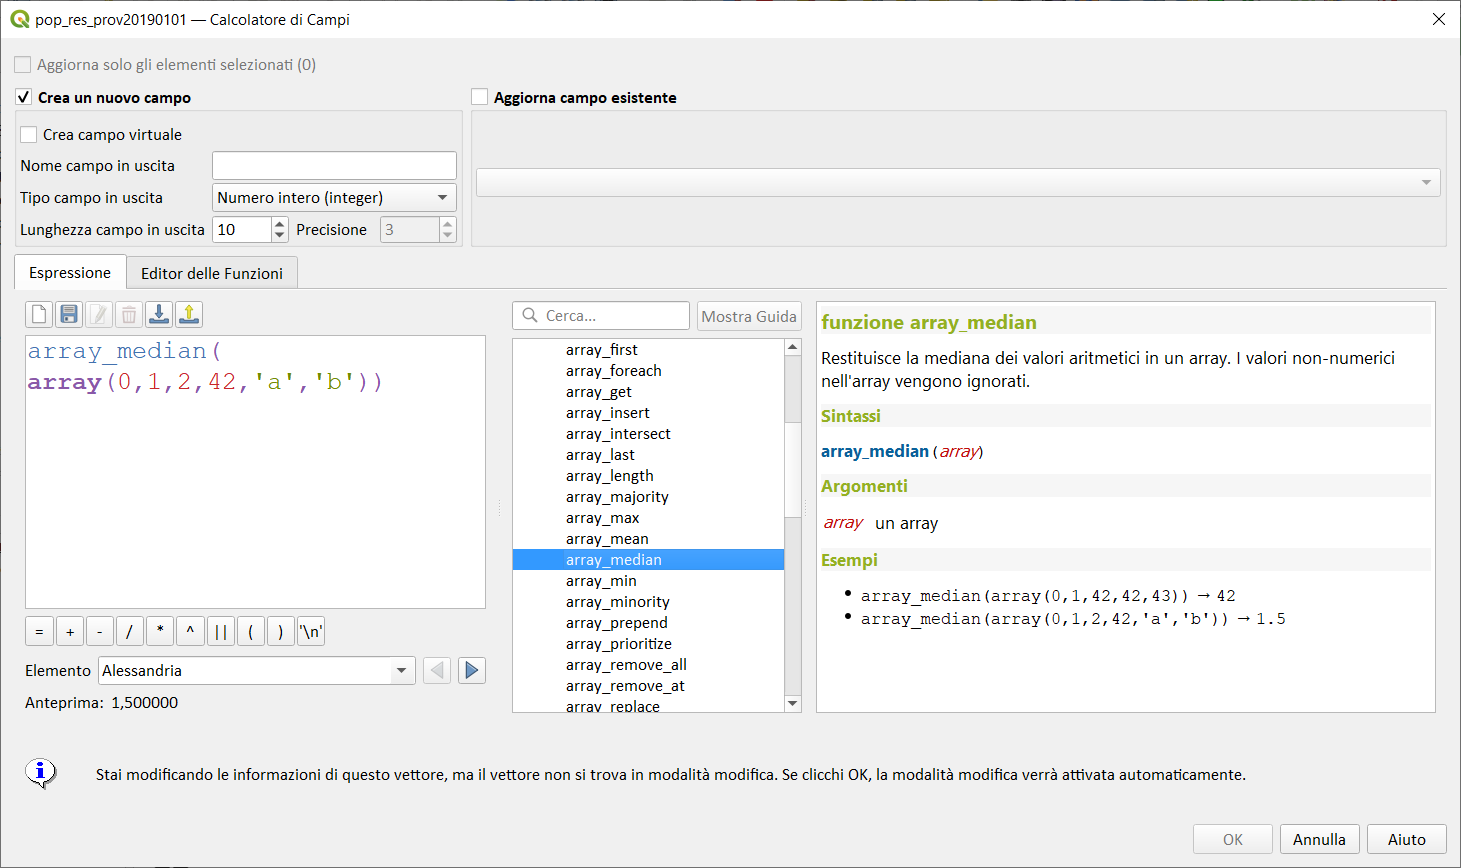 pop_res_prov20190101 — Calcolatore di Campi
Aggiorna solo gli elementi selezionati (0)
Crea un nuovo campo
Aggiorna campo esistente
Crea campo virtuale
Nome campo in uscita
Tipo campo in uscita
Numero intero (integer)
Lunghezza campo in uscita
10
Precisione
3
Espressione
Editor delle Funzioni
array_median(
array(0,1,2,42,'a','b'))
= + - / * ^ || ( ) '\n'
Elemento
Alessandria
Anteprima: 1,500000
Cerca...
Mostra Guida
array_first
array_foreach
array_get
array_insert
array_intersect
array_last
array_length
array_majority
array_max
array_mean
array_median
array_min
array_minority
array_prepend
array_prioritize
array_remove_all
array_remove_at
array_replace
funzione array_median
Restituisce la mediana dei valori aritmetici in un array. I valori non-numerici
nell'array vengono ignorati.
Sintassi
array_median(array)
Argomenti
array un array
Esempi
• array_median(array(0,1,42,42,43)) → 42
• array_median(array(0,1,2,42,'a','b')) → 1.5
Stai modificando le informazioni di questo vettore, ma il vettore non si trova in modalità modifica. Se clicchi OK, la modalità modifica verrà attivata automaticamente.
OK
Annulla
Aiuto